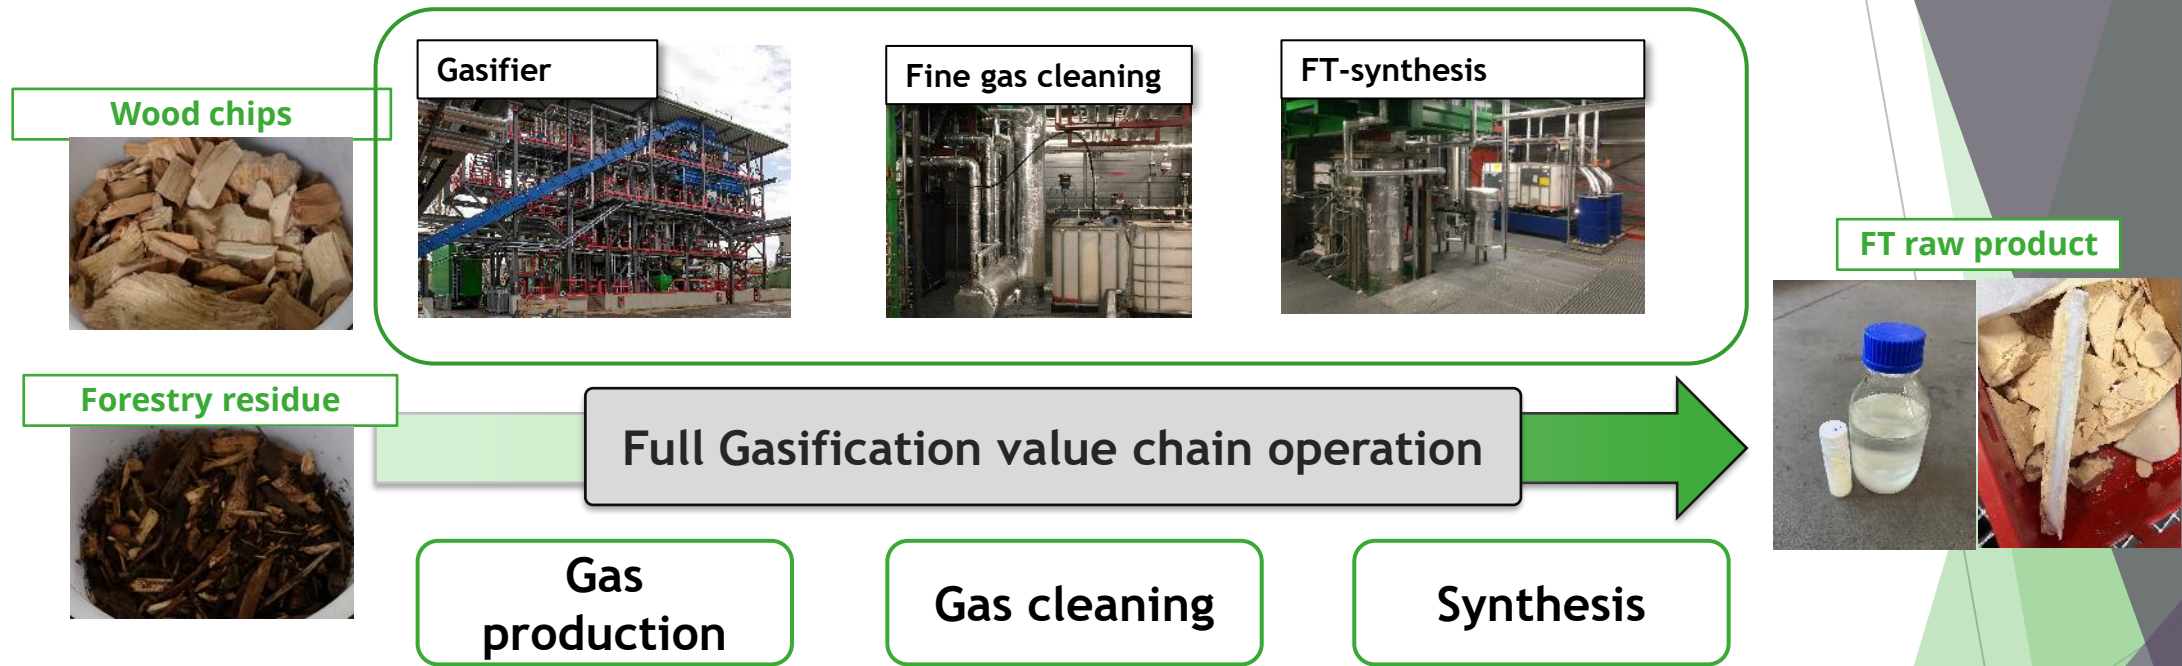 Wood chips
Gasifier
Fine gas cleaning
FT-synthesis
FT raw product
Forestry residue
Full Gasification value chain operation
Gas
production
Gas cleaning
Synthesis